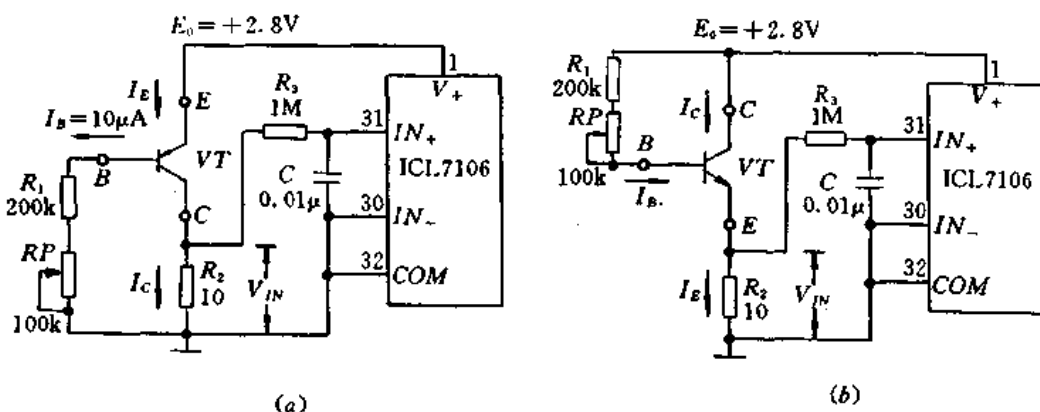 E₀＝＋2.8V
1
V₊
I_E
E
R₃
1M
31
IN₊
I_B＝10μA
B
VT
ICL7106
R₁
200k
C
0.01μ
C
30
IN₋
RP
100k
I_C
R₂
10
V_IN
32
COM
(a)
E₀＝＋2.8V
1
V₊
R₁
200k
I_C
C
R₃
1M
31
IN₊
RP
100k
B
I_B.
VT
ICL7106
C
0.01μ
E
30
IN₋
I_E
R₂
10
V_IN
32
COM
(b)